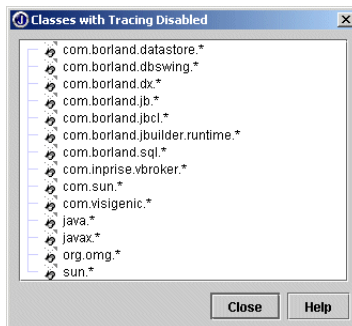 Classes with Tracing Disabled
com.borland.datastore.*
com.borland.dbswing.*
com.borland.dx.*
com.borland.jb.*
com.borland.jbcl.*
com.borland.jbuilder.runtime.*
com.borland.sql.*
com.inprise.vbroker.*
com.sun.*
com.visigenic.*
java.*
javax.*
org.omg.*
sun.*
Close Help